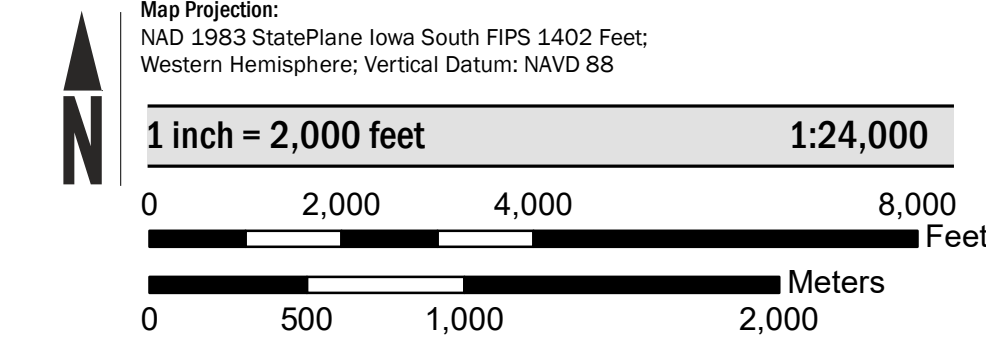 Map Projection:
NAD 1983 StatePlane Iowa South FIPS 1402 Feet;
Western Hemisphere; Vertical Datum: NAVD 88
N
1 inch = 2,000 feet 1:24,000
0 2,000 4,000 8,000
Feet
Meters
0 500 1,000 2,000